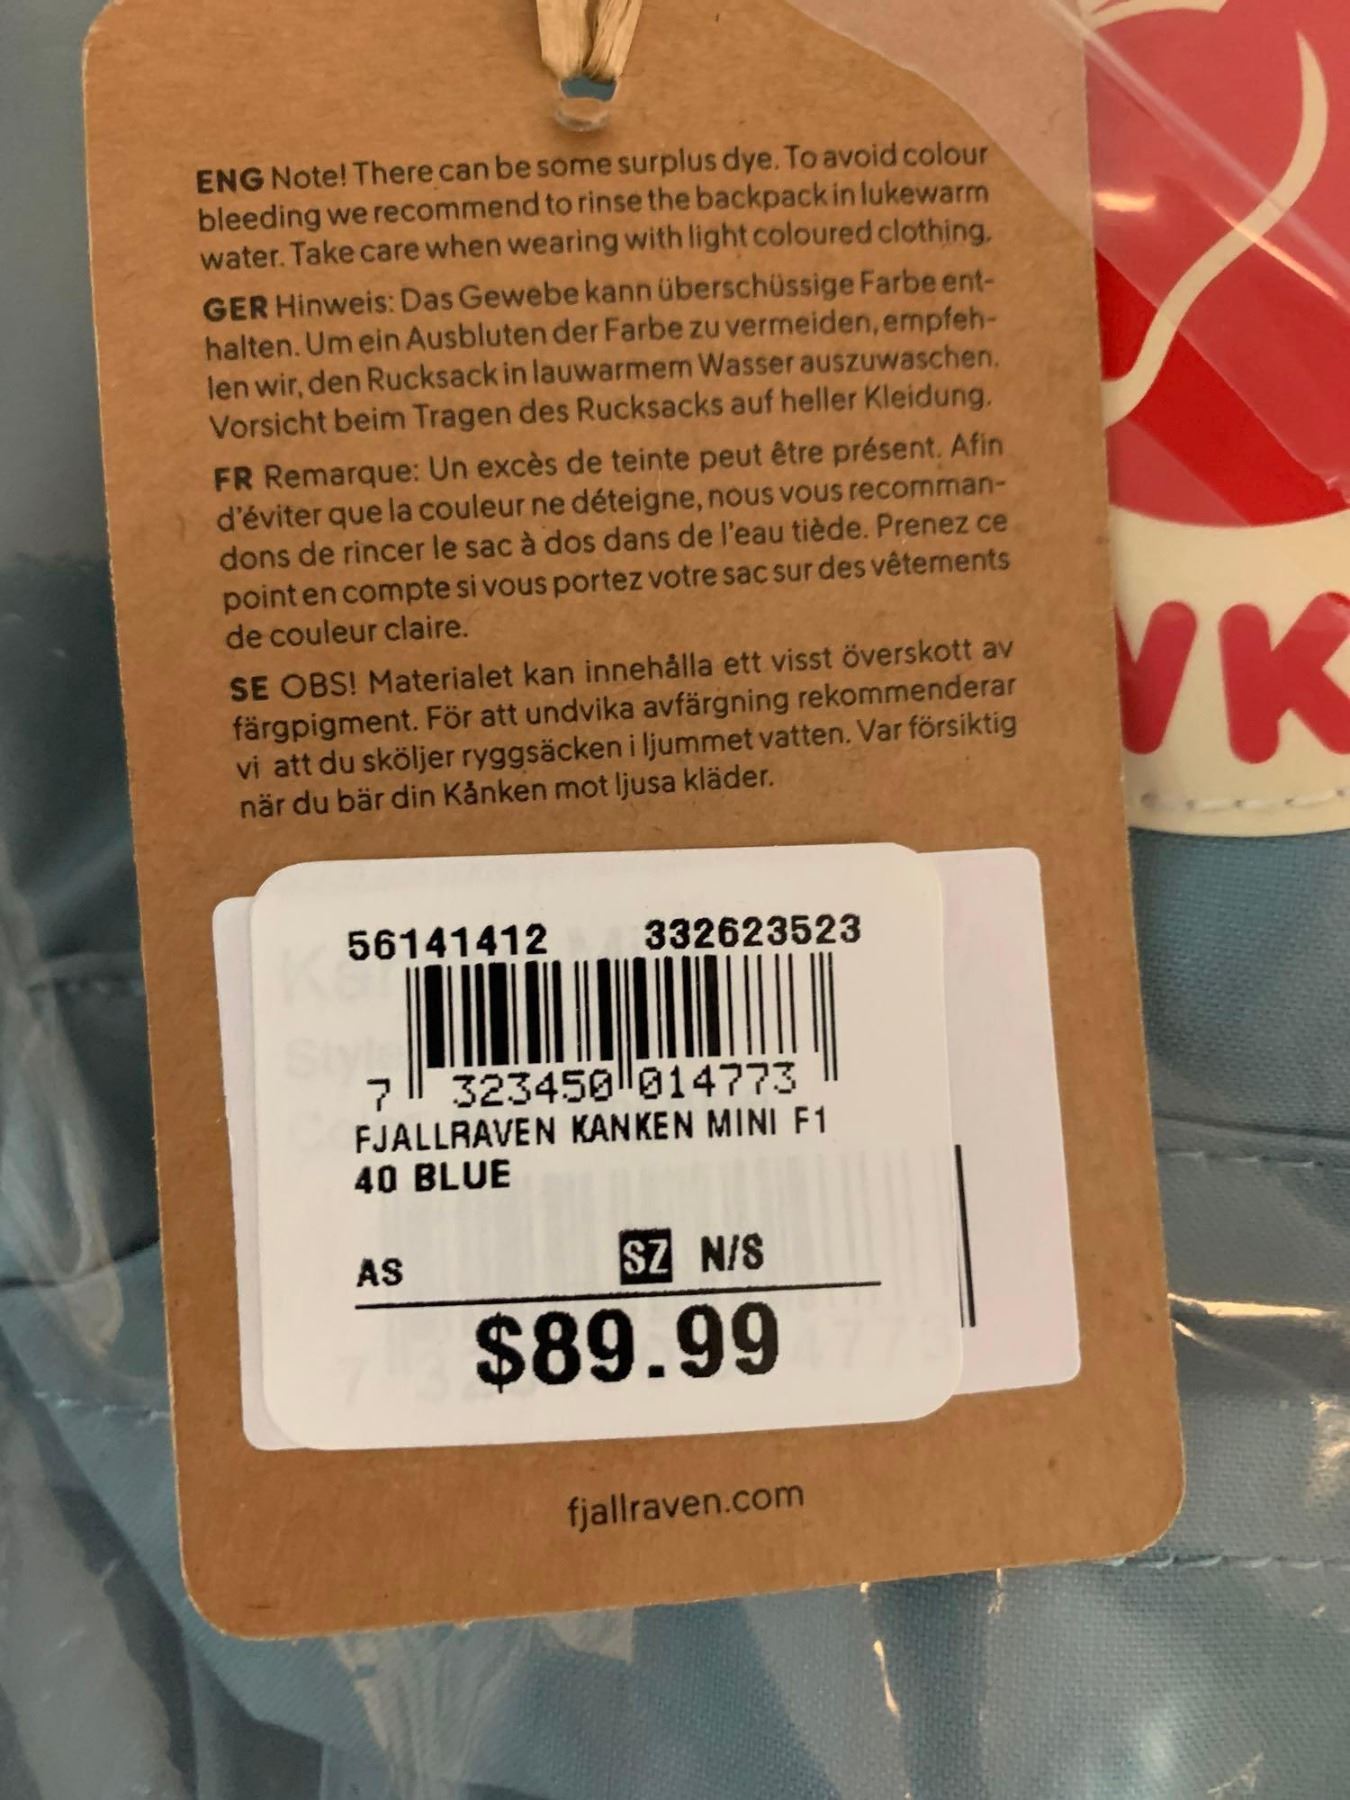 ENG Note! There can be some surplus dye. To avoid colour
bleeding we recommend to rinse the backpack in lukewarm
water. Take care when wearing with light coloured clothing.
GER Hinweis: Das Gewebe kann überschüssige Farbe ent-
halten. Um ein Ausbluten der Farbe zu vermeiden, empfeh-
len wir, den Rucksack in lauwarmem Wasser auszuwaschen.
Vorsicht beim Tragen des Rucksacks auf heller Kleidung.
FR Remarque: Un excès de teinte peut être présent. Afin
d'éviter que la couleur ne déteigne, nous vous recomman-
dons de rincer le sac à dos dans de l'eau tiède. Prenez ce
point en compte si vous portez votre sac sur des vêtements
de couleur claire.
SE OBS! Materialet kan innehålla ett visst överskott av
färgpigment. För att undvika avfärgning rekommenderar
vi att du sköljer ryggsäcken i ljummet vatten. Var försiktig
när du bär din Kånken mot ljusa kläder.
56141412 332623523
7 323450 014773
FJALLRAVEN KANKEN MINI F1
40 BLUE
AS SZ N/S
$89.99
fjallraven.com